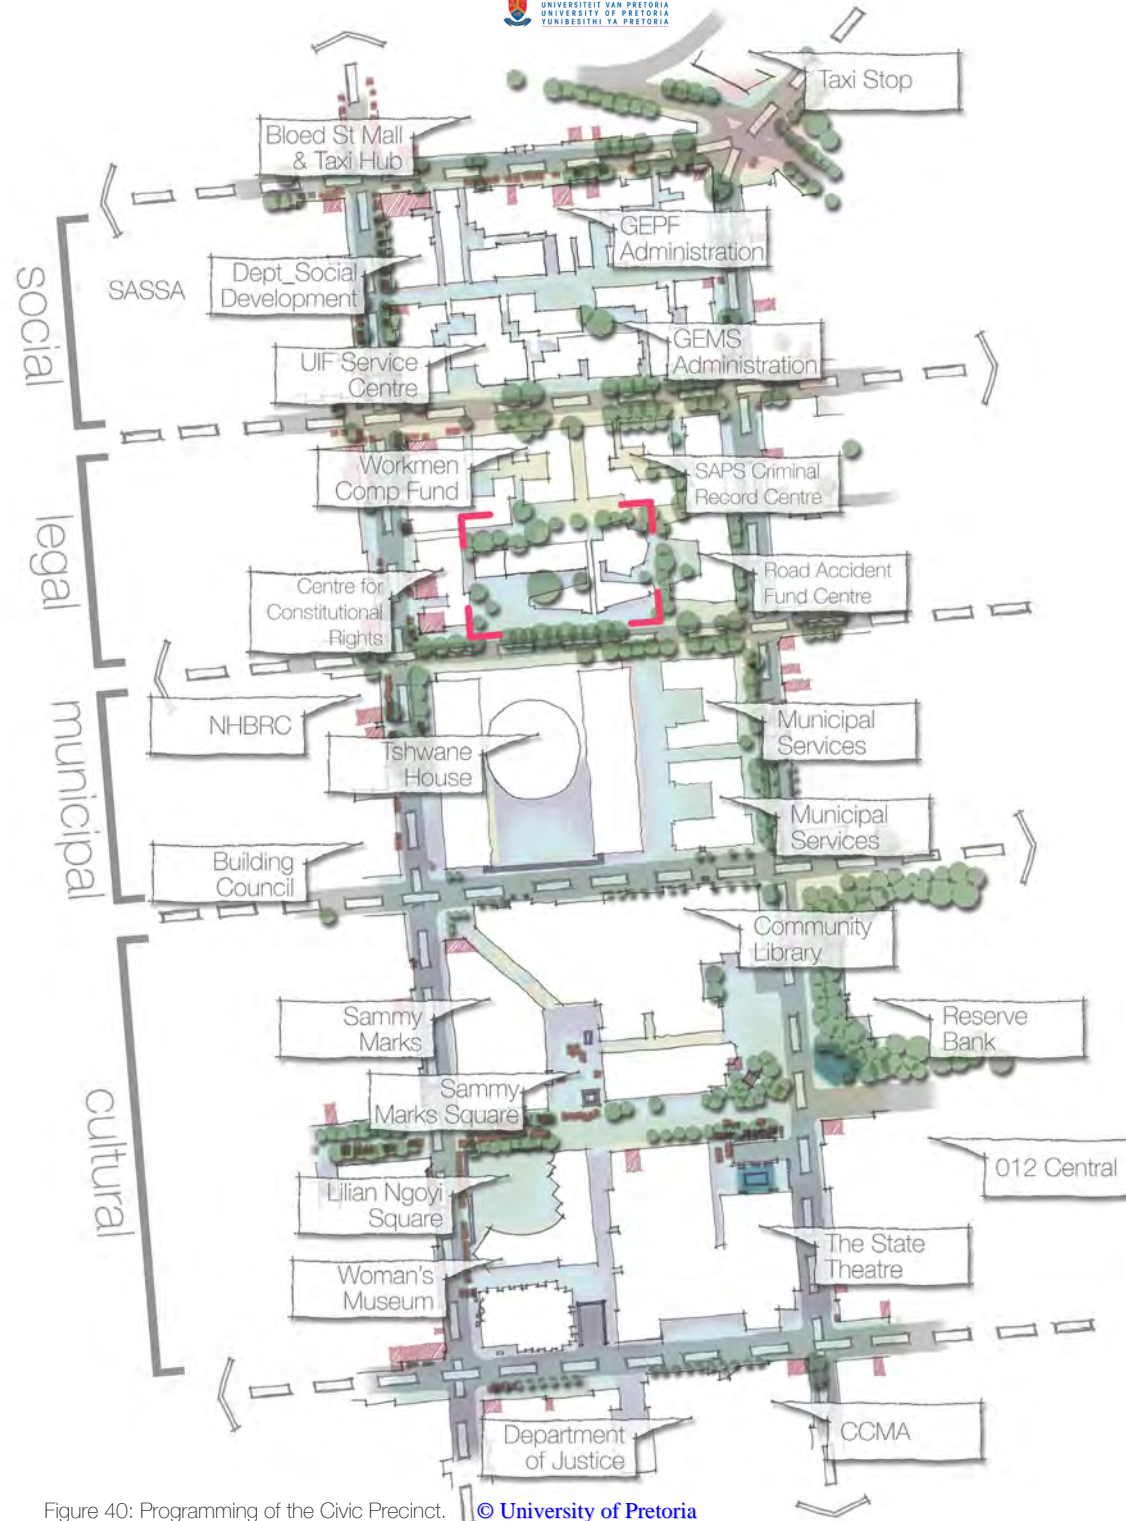 UNIVERSITEIT VAN PRETORIA
UNIVERSITY OF PRETORIA
YUNIBESITHI YA PRETORIA
Taxi Stop
Bloed St Mall
& Taxi Hub
GEPF
Administration
social
SASSA
Dept_Social
Development
GEMS
Administration
UIF Service
Centre
legal
Workmen
Comp Fund
SAPS Criminal
Record Centre
Centre for
Constitutional
Rights
Road Accident
Fund Centre
municipal
NHBRC
Municipal
Services
Tshwane
House
Municipal
Services
Building
Council
Community
Library
cultural
Sammy
Marks
Reserve
Bank
Sammy
Marks Square
012 Central
Lilian Ngoyi
Square
The State
Theatre
Woman's
Museum
Department
of Justice
CCMA
Figure 40: Programming of the Civic Precinct.
© University of Pretoria